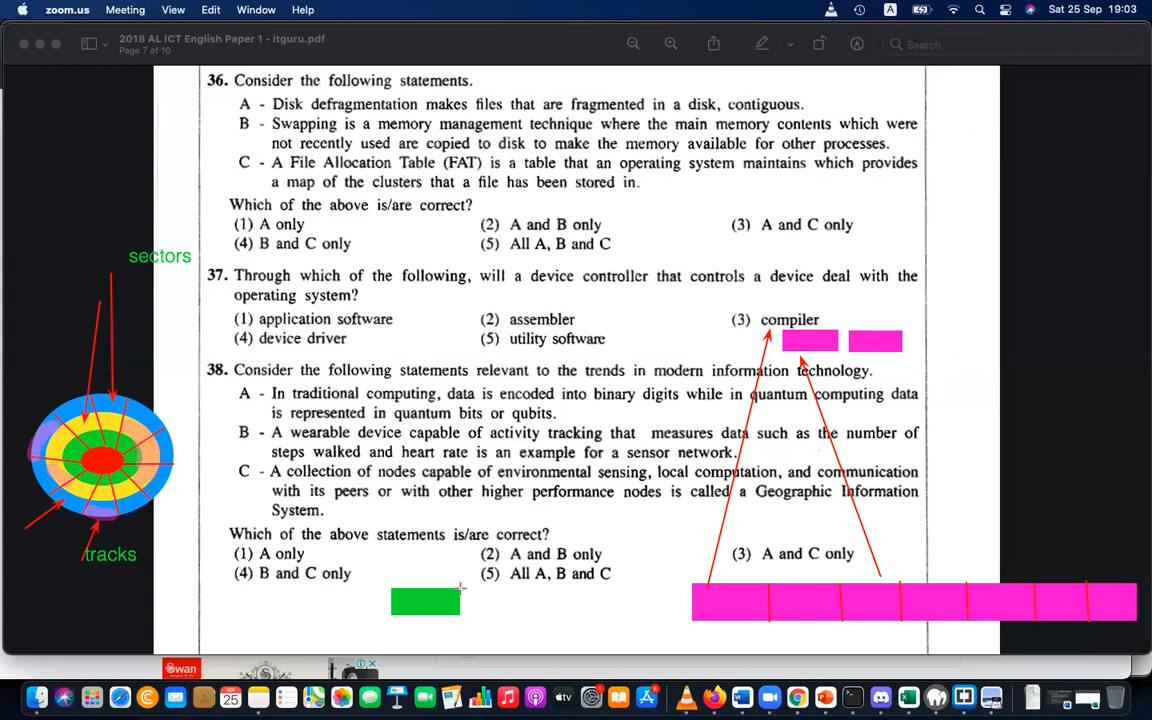 zoom.us Meeting View Edit Window Help A Sat 25 Sep 19:03
2018 AL ICT English Paper 1 - itguru.pdf
Page 7 of 10
Search
36. Consider the following statements.
A - Disk defragmentation makes files that are fragmented in a disk, contiguous.
B - Swapping is a memory management technique where the main memory contents which were
not recently used are copied to disk to make the memory available for other processes.
C - A File Allocation Table (FAT) is a table that an operating system maintains which provides
a map of the clusters that a file has been stored in.
Which of the above is/are correct?
(1) A only (2) A and B only (3) A and C only
(4) B and C only (5) All A, B and C
sectors
37. Through which of the following, will a device controller that controls a device deal with the
operating system?
(1) application software (2) assembler (3) compiler
(4) device driver (5) utility software
38. Consider the following statements relevant to the trends in modern information technology.
A - In traditional computing, data is encoded into binary digits while in quantum computing data
is represented in quantum bits or qubits.
B - A wearable device capable of activity tracking that measures data such as the number of
steps walked and heart rate is an example for a sensor network.
C - A collection of nodes capable of environmental sensing, local computation, and communication
with its peers or with other higher performance nodes is called a Geographic Information
System.
Which of the above statements is/are correct?
tracks
(1) A only (2) A and B only (3) A and C only
(4) B and C only (5) All A, B and C
Swan
SEP
25
tv